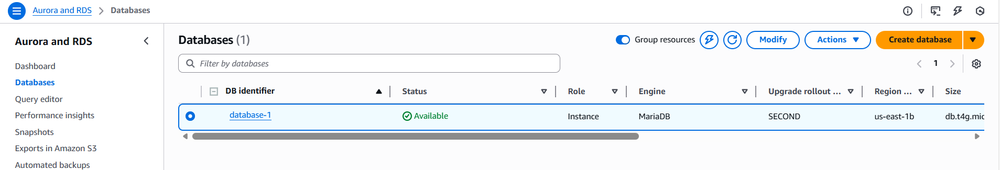 Aurora and RDS > Databases
Aurora and RDS
Dashboard
Databases
Query editor
Performance insights
Snapshots
Exports in Amazon S3
Automated backups
Databases (1)
Group resources
Modify
Actions
Create database
Filter by databases
1
DB identifier Status Role Engine Upgrade rollout ... Region ... Size
database-1 Available Instance MariaDB SECOND us-east-1b db.t4g.mic